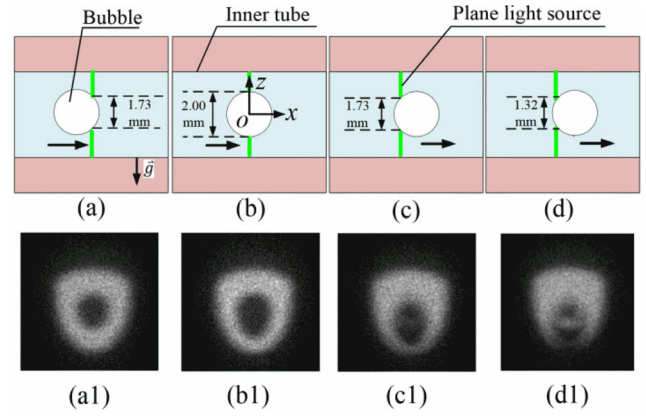 Bubble
Inner tube
Plane light source
1.73
mm
2.00
mm
z
o
x
1.73
mm
1.32
mm
g
(a)
(b)
(c)
(d)
(a1)
(b1)
(c1)
(d1)